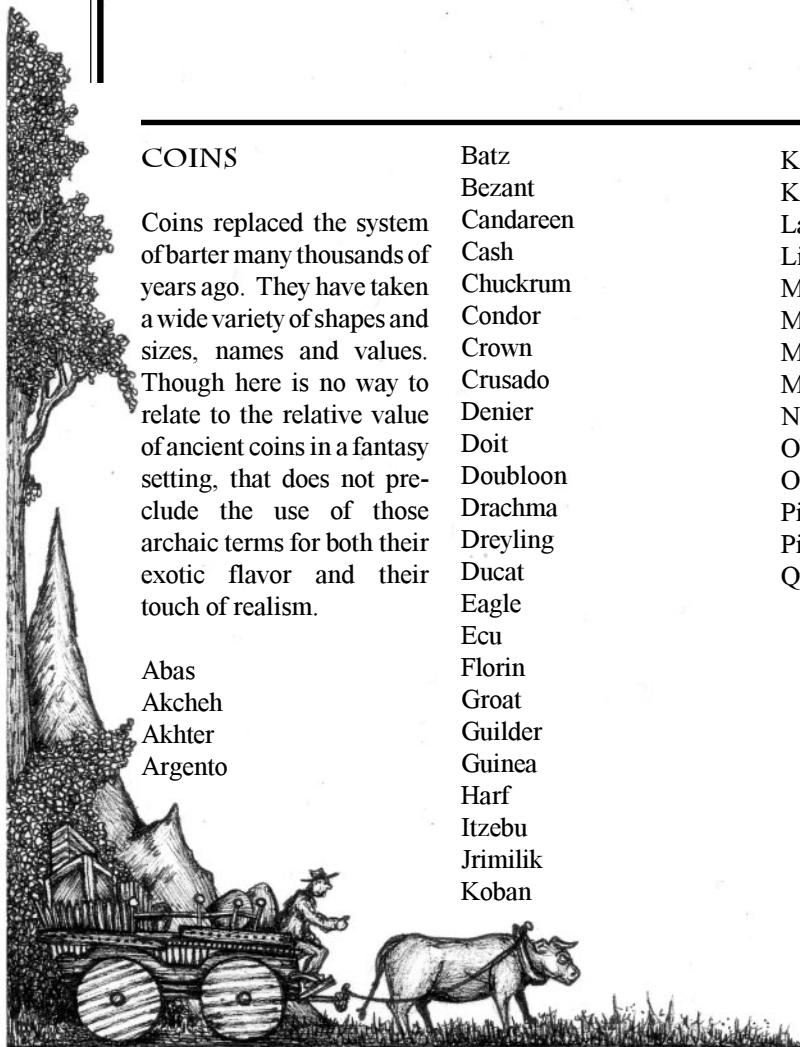 COINS
Coins replaced the system
of barter many thousands of
years ago. They have taken
a wide variety of shapes and
sizes, names and values.
Though here is no way to
relate to the relative value
of ancient coins in a fantasy
setting, that does not pre-
clude the use of those
archaic terms for both their
exotic flavor and their
touch of realism.
Abas
Akcheh
Akhter
Argento
Batz
Bezant
Candareen
Cash
Chuckrum
Condor
Crown
Crusado
Denier
Doit
Doubloon
Drachma
Dreyling
Ducat
Eagle
Ecu
Florin
Groat
Guilder
Guinea
Harf
Itzebu
Jrimilik
Koban
K
K
La
Li
M
M
M
M
N
O
O
Pi
Pi
Q